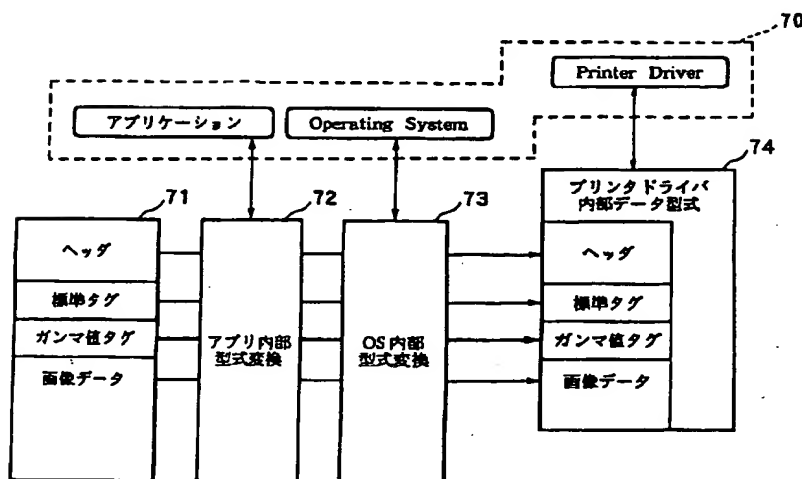 70
Printer Driver
アプリケーション
Operating System
74
プリンタドライバ
内部データ型式
71
72
73
ヘッダ
標準タグ
ガンマ値タグ
画像データ
アプリ内部
型式変換
OS内部
型式変換
ヘッダ
標準タグ
ガンマ値タグ
画像データ